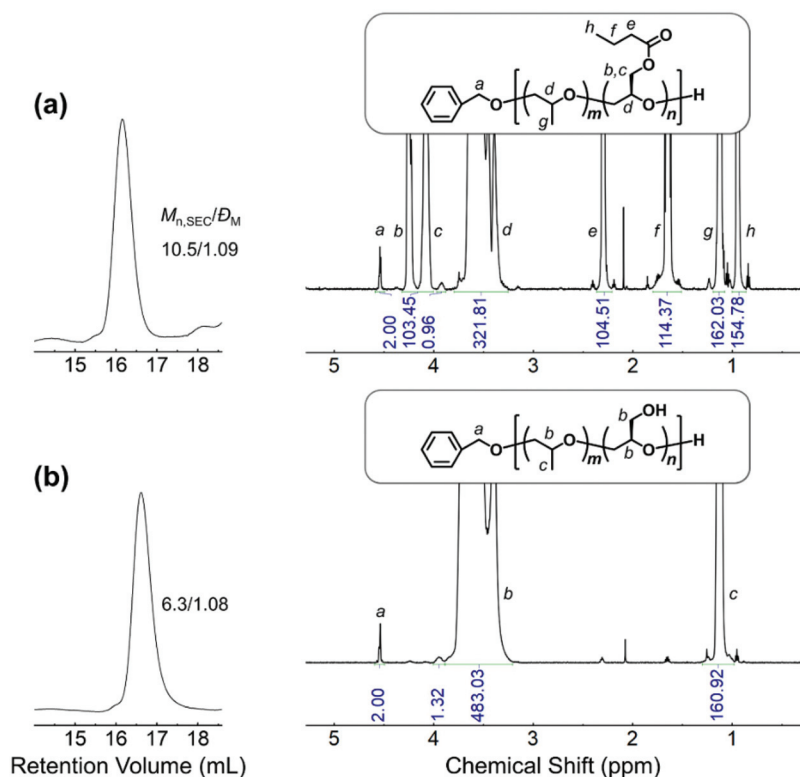 h
f
e
O
O
b,c
a
d
O
O
O
H
m
d
n
g
(a)
M_n,SEC/Đ_M
10.5/1.09
a
b
c
d
e
f
g
h
2.00
103.45
0.96
321.81
104.51
114.37
162.03
154.78
15 16 17 18
5 4 3 2 1
b OH
a
b
O
O
O
H
m
b
n
c
(b)
6.3/1.08
a
b
c
2.00
1.32
483.03
160.92
15 16 17 18
5 4 3 2 1
Retention Volume (mL)
Chemical Shift (ppm)